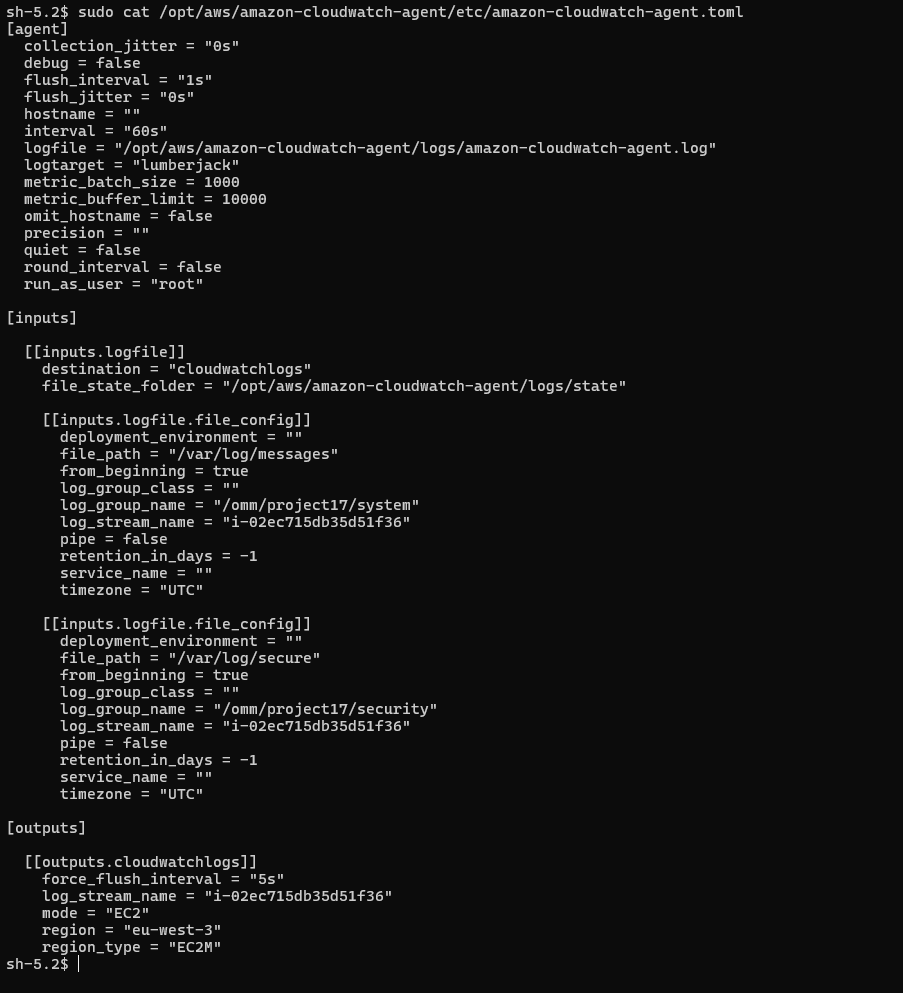 sh-5.2$ sudo cat /opt/aws/amazon-cloudwatch-agent/etc/amazon-cloudwatch-agent.toml
[agent]
  collection_jitter = "0s"
  debug = false
  flush_interval = "1s"
  flush_jitter = "0s"
  hostname = ""
  interval = "60s"
  logfile = "/opt/aws/amazon-cloudwatch-agent/logs/amazon-cloudwatch-agent.log"
  logtarget = "lumberjack"
  metric_batch_size = 1000
  metric_buffer_limit = 10000
  omit_hostname = false
  precision = ""
  quiet = false
  round_interval = false
  run_as_user = "root"

[inputs]

  [[inputs.logfile]]
    destination = "cloudwatchlogs"
    file_state_folder = "/opt/aws/amazon-cloudwatch-agent/logs/state"

    [[inputs.logfile.file_config]]
      deployment_environment = ""
      file_path = "/var/log/messages"
      from_beginning = true
      log_group_class = ""
      log_group_name = "/omm/project17/system"
      log_stream_name = "i-02ec715db35d51f36"
      pipe = false
      retention_in_days = -1
      service_name = ""
      timezone = "UTC"

    [[inputs.logfile.file_config]]
      deployment_environment = ""
      file_path = "/var/log/secure"
      from_beginning = true
      log_group_class = ""
      log_group_name = "/omm/project17/security"
      log_stream_name = "i-02ec715db35d51f36"
      pipe = false
      retention_in_days = -1
      service_name = ""
      timezone = "UTC"

[outputs]

  [[outputs.cloudwatchlogs]]
    force_flush_interval = "5s"
    log_stream_name = "i-02ec715db35d51f36"
    mode = "EC2"
    region = "eu-west-3"
    region_type = "EC2M"
sh-5.2$